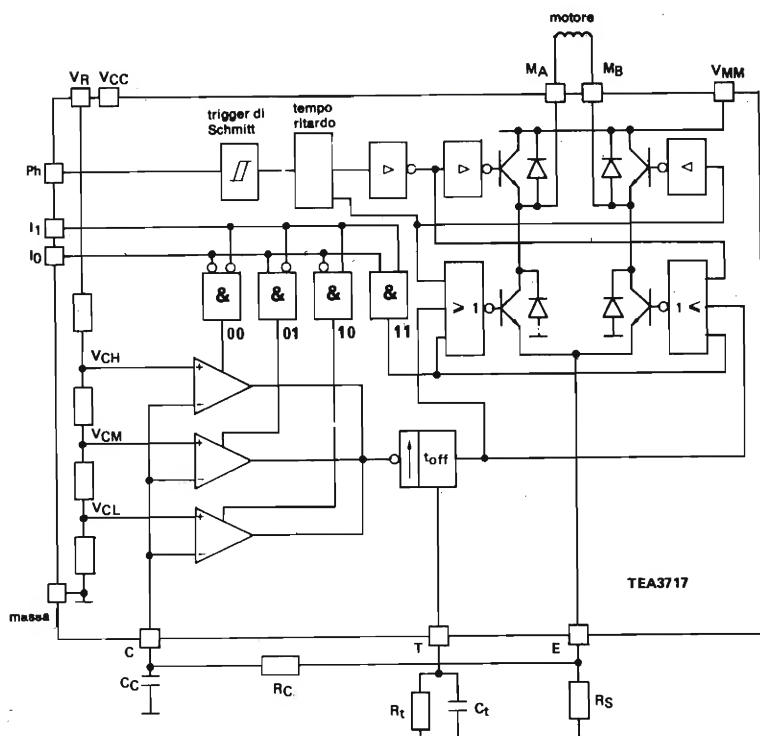 motore
V_R V_CC
M_A M_B
V_MM
trigger di
Schmitt
tempo
ritardo
Ph
I_1
I_0
& & & &
00 01 10 11
≥ 1
1 <
V_CH
V_CM
V_CL
+
−
+
−
+
−
t_off
TEA3717
massa
C
T
E
C_C
R_C
R_t
C_t
R_S